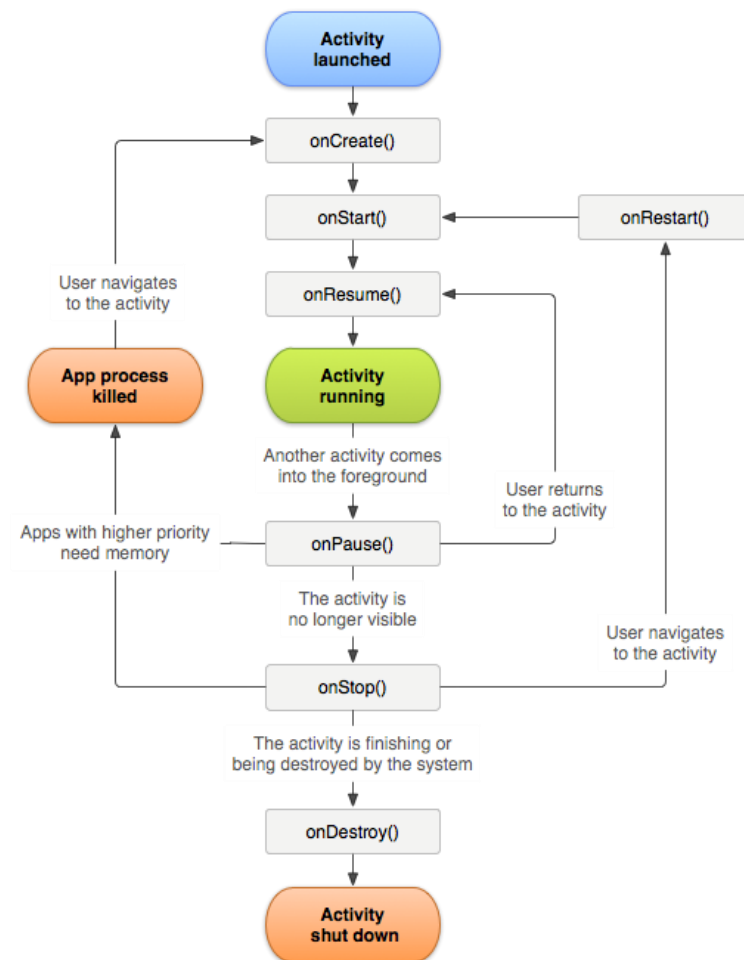 Activity
launched
onCreate()
onStart()
onRestart()
User navigates
to the activity
onResume()
App process
killed
Activity
running
Another activity comes
into the foreground
User returns
to the activity
Apps with higher priority
need memory
onPause()
The activity is
no longer visible
User navigates
to the activity
onStop()
The activity is finishing or
being destroyed by the system
onDestroy()
Activity
shut down